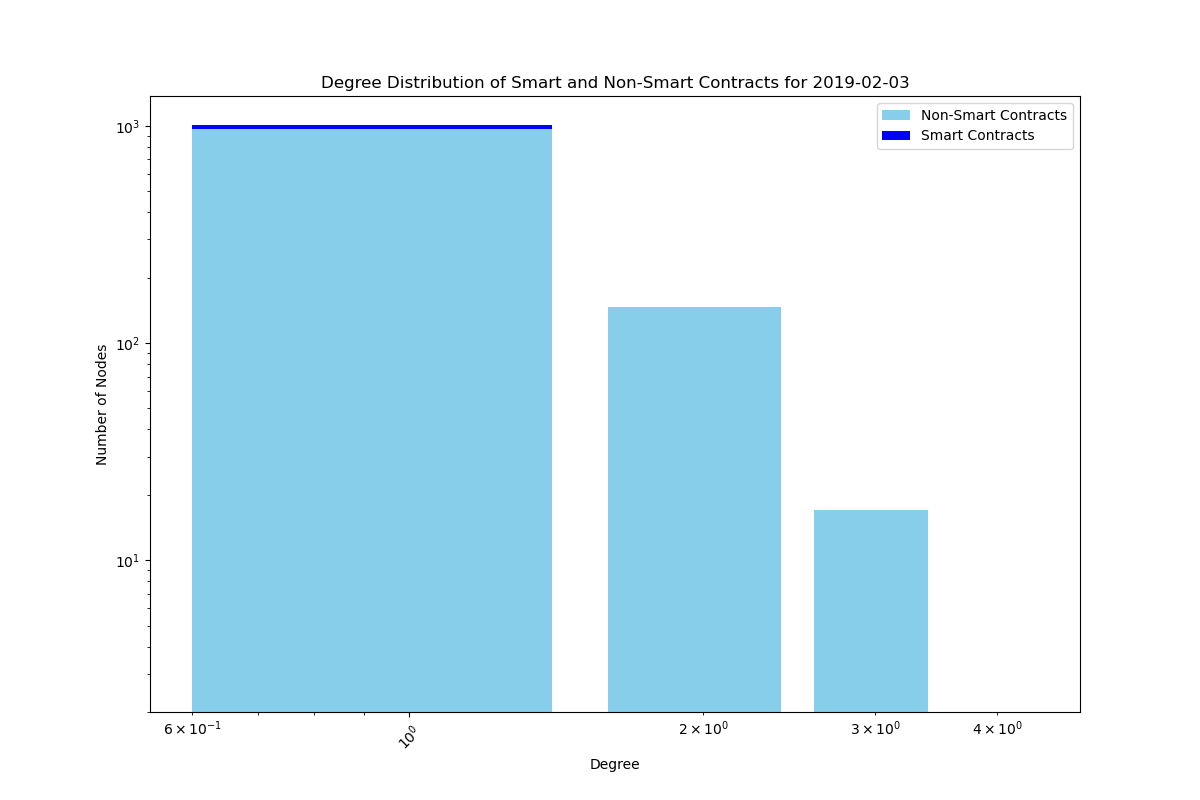 Degree Distribution of Smart and Non-Smart Contracts for 2019-02-03
Non-Smart Contracts
Smart Contracts
Number of Nodes
10³
10²
10¹
6 × 10⁻¹
10⁰
2 × 10⁰
3 × 10⁰
4 × 10⁰
Degree